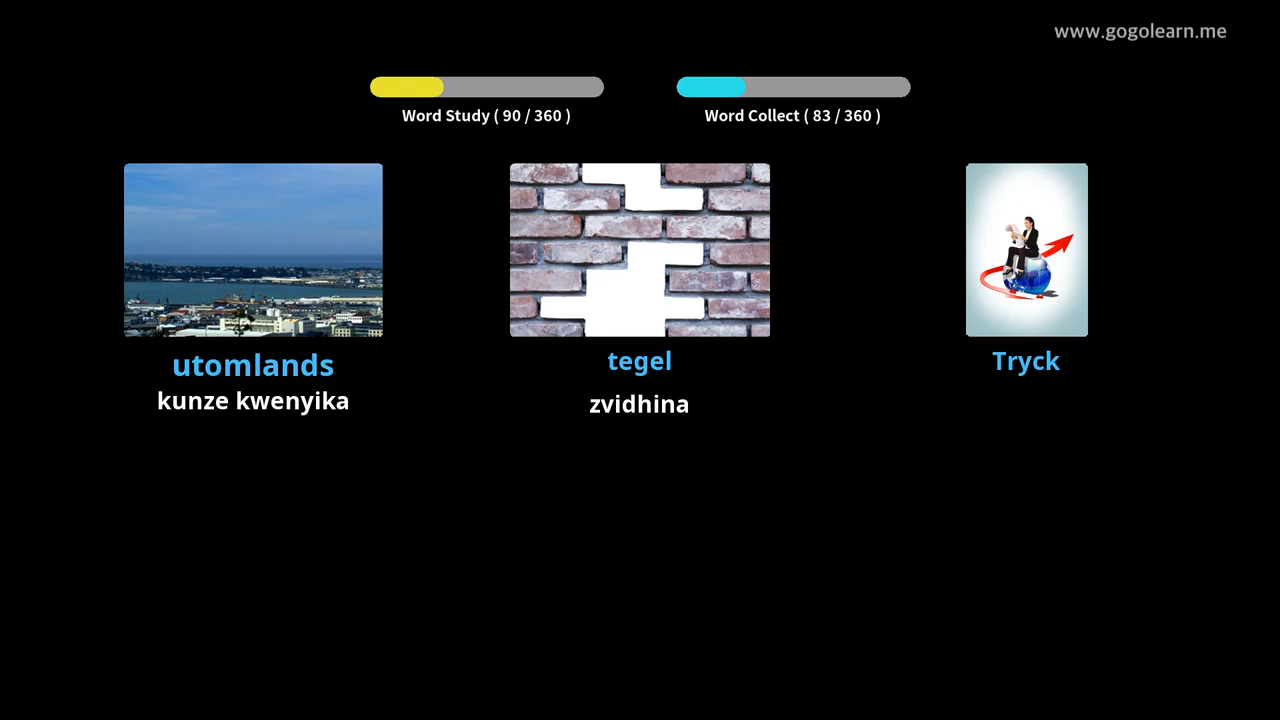 www.gogolearn.me
Word Study ( 90 / 360 )
Word Collect ( 83 / 360 )
utomlands
kunze kwenyika
tegel
zvidhina
Tryck